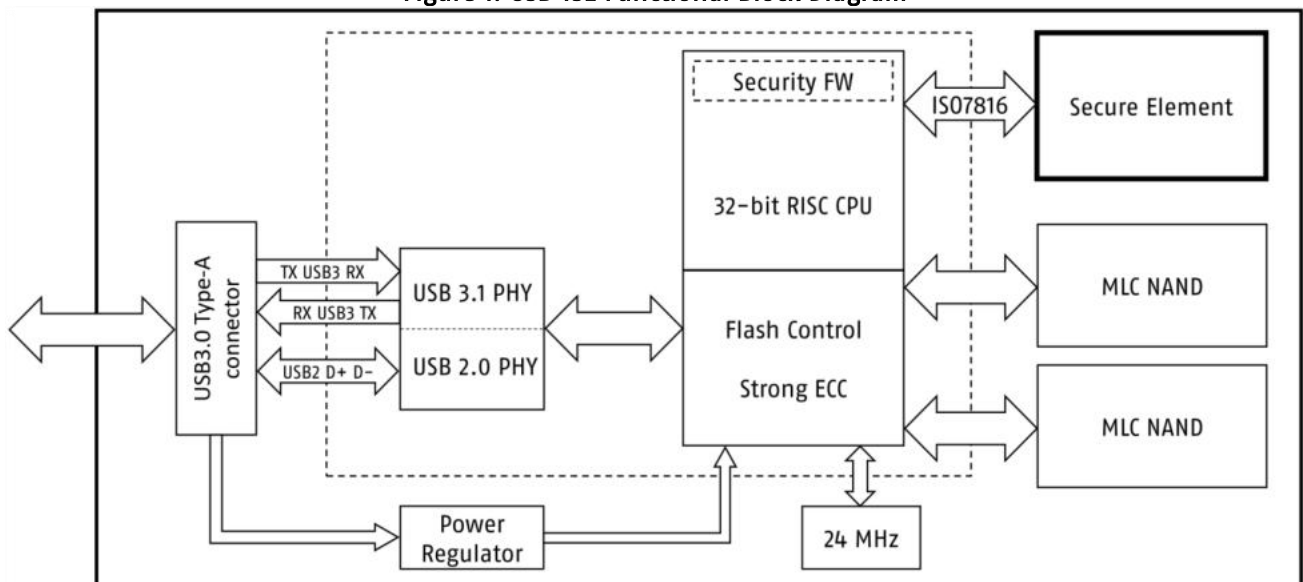 Security FW
ISO7816
Secure Element
32-bit RISC CPU
USB3.0 Type-A
connector
TX USB3 RX
RX USB3 TX
USB2 D+ D-
USB 3.1 PHY
USB 2.0 PHY
Flash Control
Strong ECC
MLC NAND
MLC NAND
Power
Regulator
24 MHz